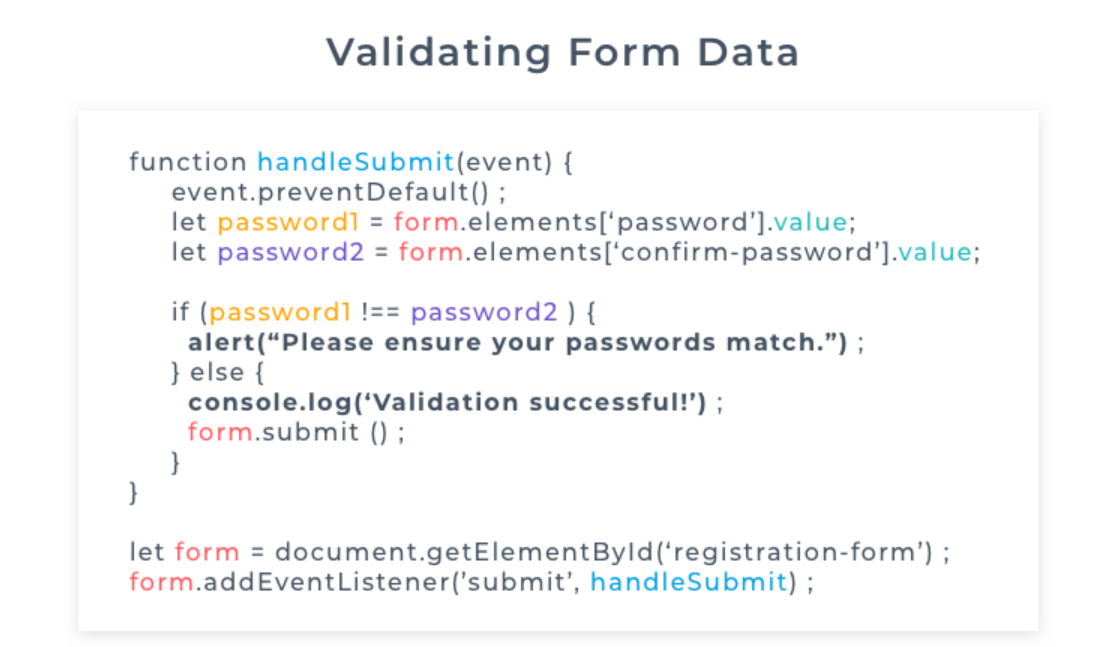 Validating Form Data
function handleSubmit(event) {
event.preventDefault() ;
let password1 = form.elements[‘password’].value;
let password2 = form.elements[‘confirm-password’].value;
if (password1 !== password2 ) {
alert(“Please ensure your passwords match.”) ;
} else {
console.log(‘Validation successful!’) ;
form.submit () ;
}
}
let form = document.getElementById(‘registration-form’) ;
form.addEventListener(’submit’, handleSubmit) ;